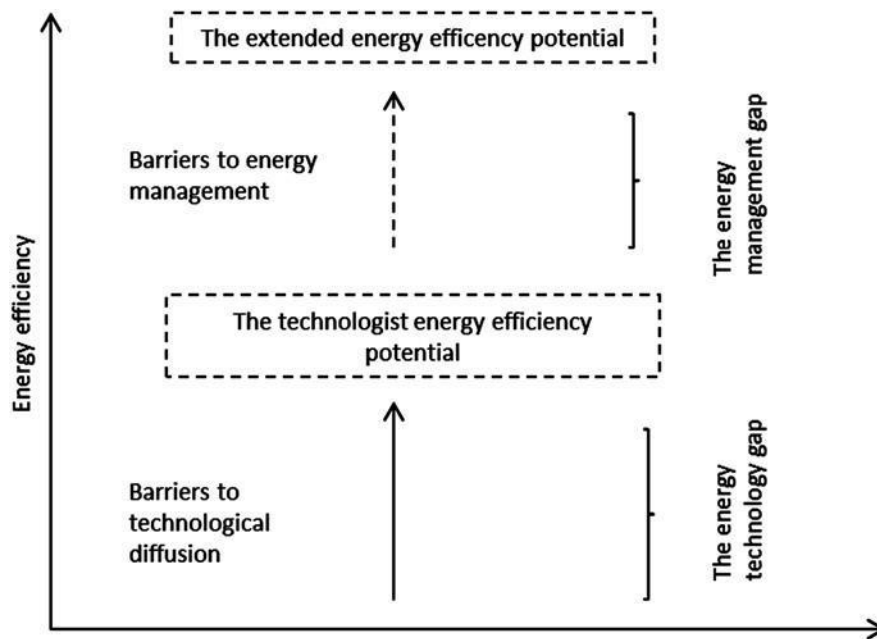 The extended energy efficency potential
Barriers to energy
management
The energy
management gap
Energy efficiency
The technologist energy efficiency
potential
Barriers to
technological
diffusion
The energy
technology gap